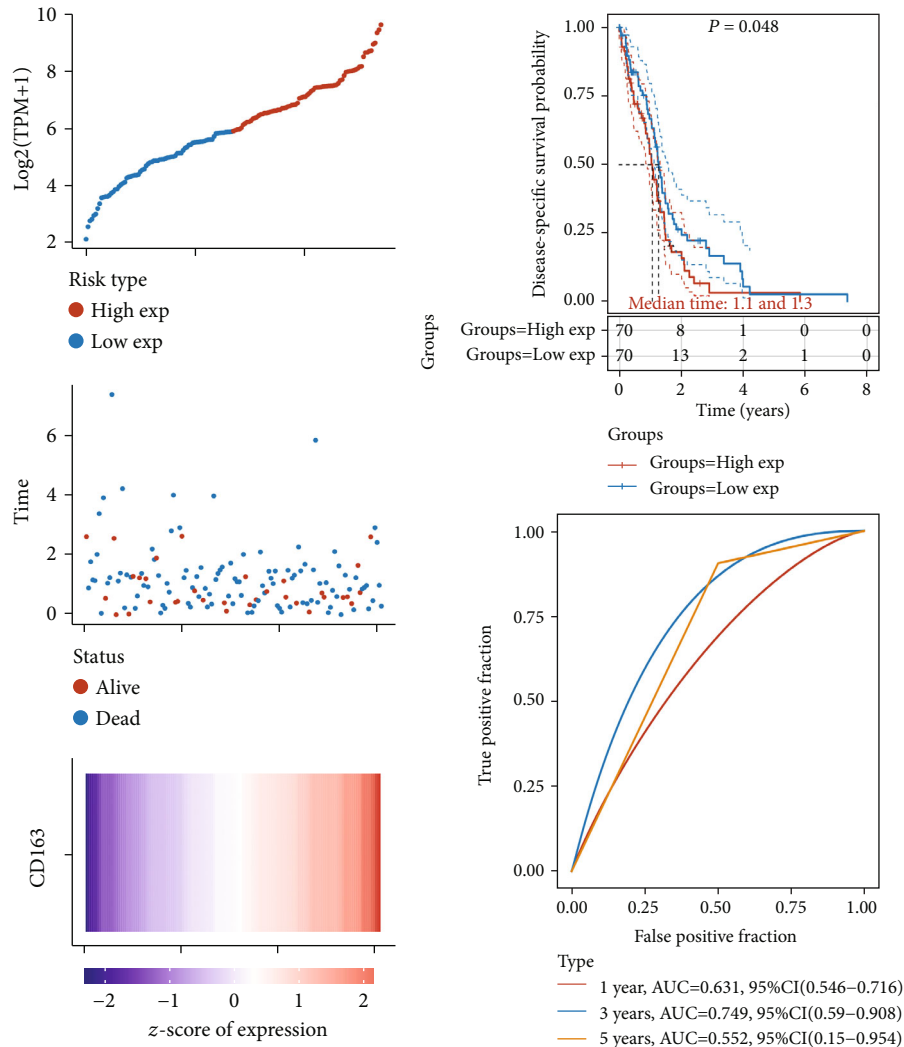 10
8
6
4
2
Log2(TPM+1)
Risk type
High exp
Low exp
6
4
2
0
Time
Status
Alive
Dead
CD163
−2
−1
0
1
2
z-score of expression
P = 0.048
1.00
0.75
0.50
0.25
0.00
Disease-specific survival probability
Median time: 1.1 and 1.3
Groups
Groups=High exp 70 8 1 0 0
Groups=Low exp 70 13 2 1 0
0 2 4 6 8
Time (years)
Groups
Groups=High exp
Groups=Low exp
1.00
0.75
0.50
0.25
0.00
True positive fraction
0.00 0.25 0.50 0.75 1.00
False positive fraction
Type
1 year, AUC=0.631, 95%CI(0.546−0.716)
3 years, AUC=0.749, 95%CI(0.59−0.908)
5 years, AUC=0.552, 95%CI(0.15−0.954)